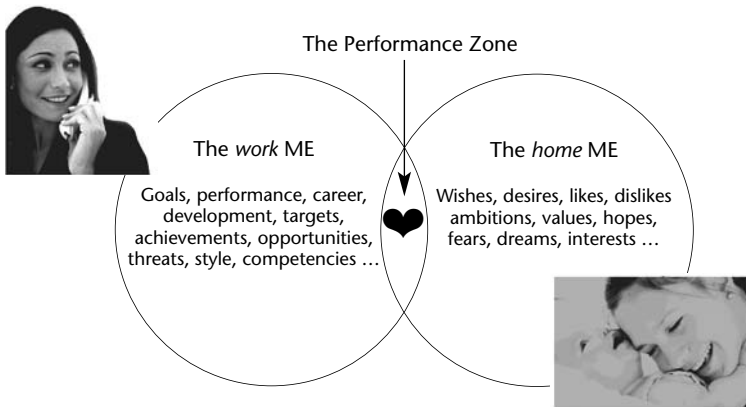 The Performance Zone
The work ME
Goals, performance, career,
development, targets,
achievements, opportunities,
threats, style, competencies …
The home ME
Wishes, desires, likes, dislikes
ambitions, values, hopes,
fears, dreams, interests …